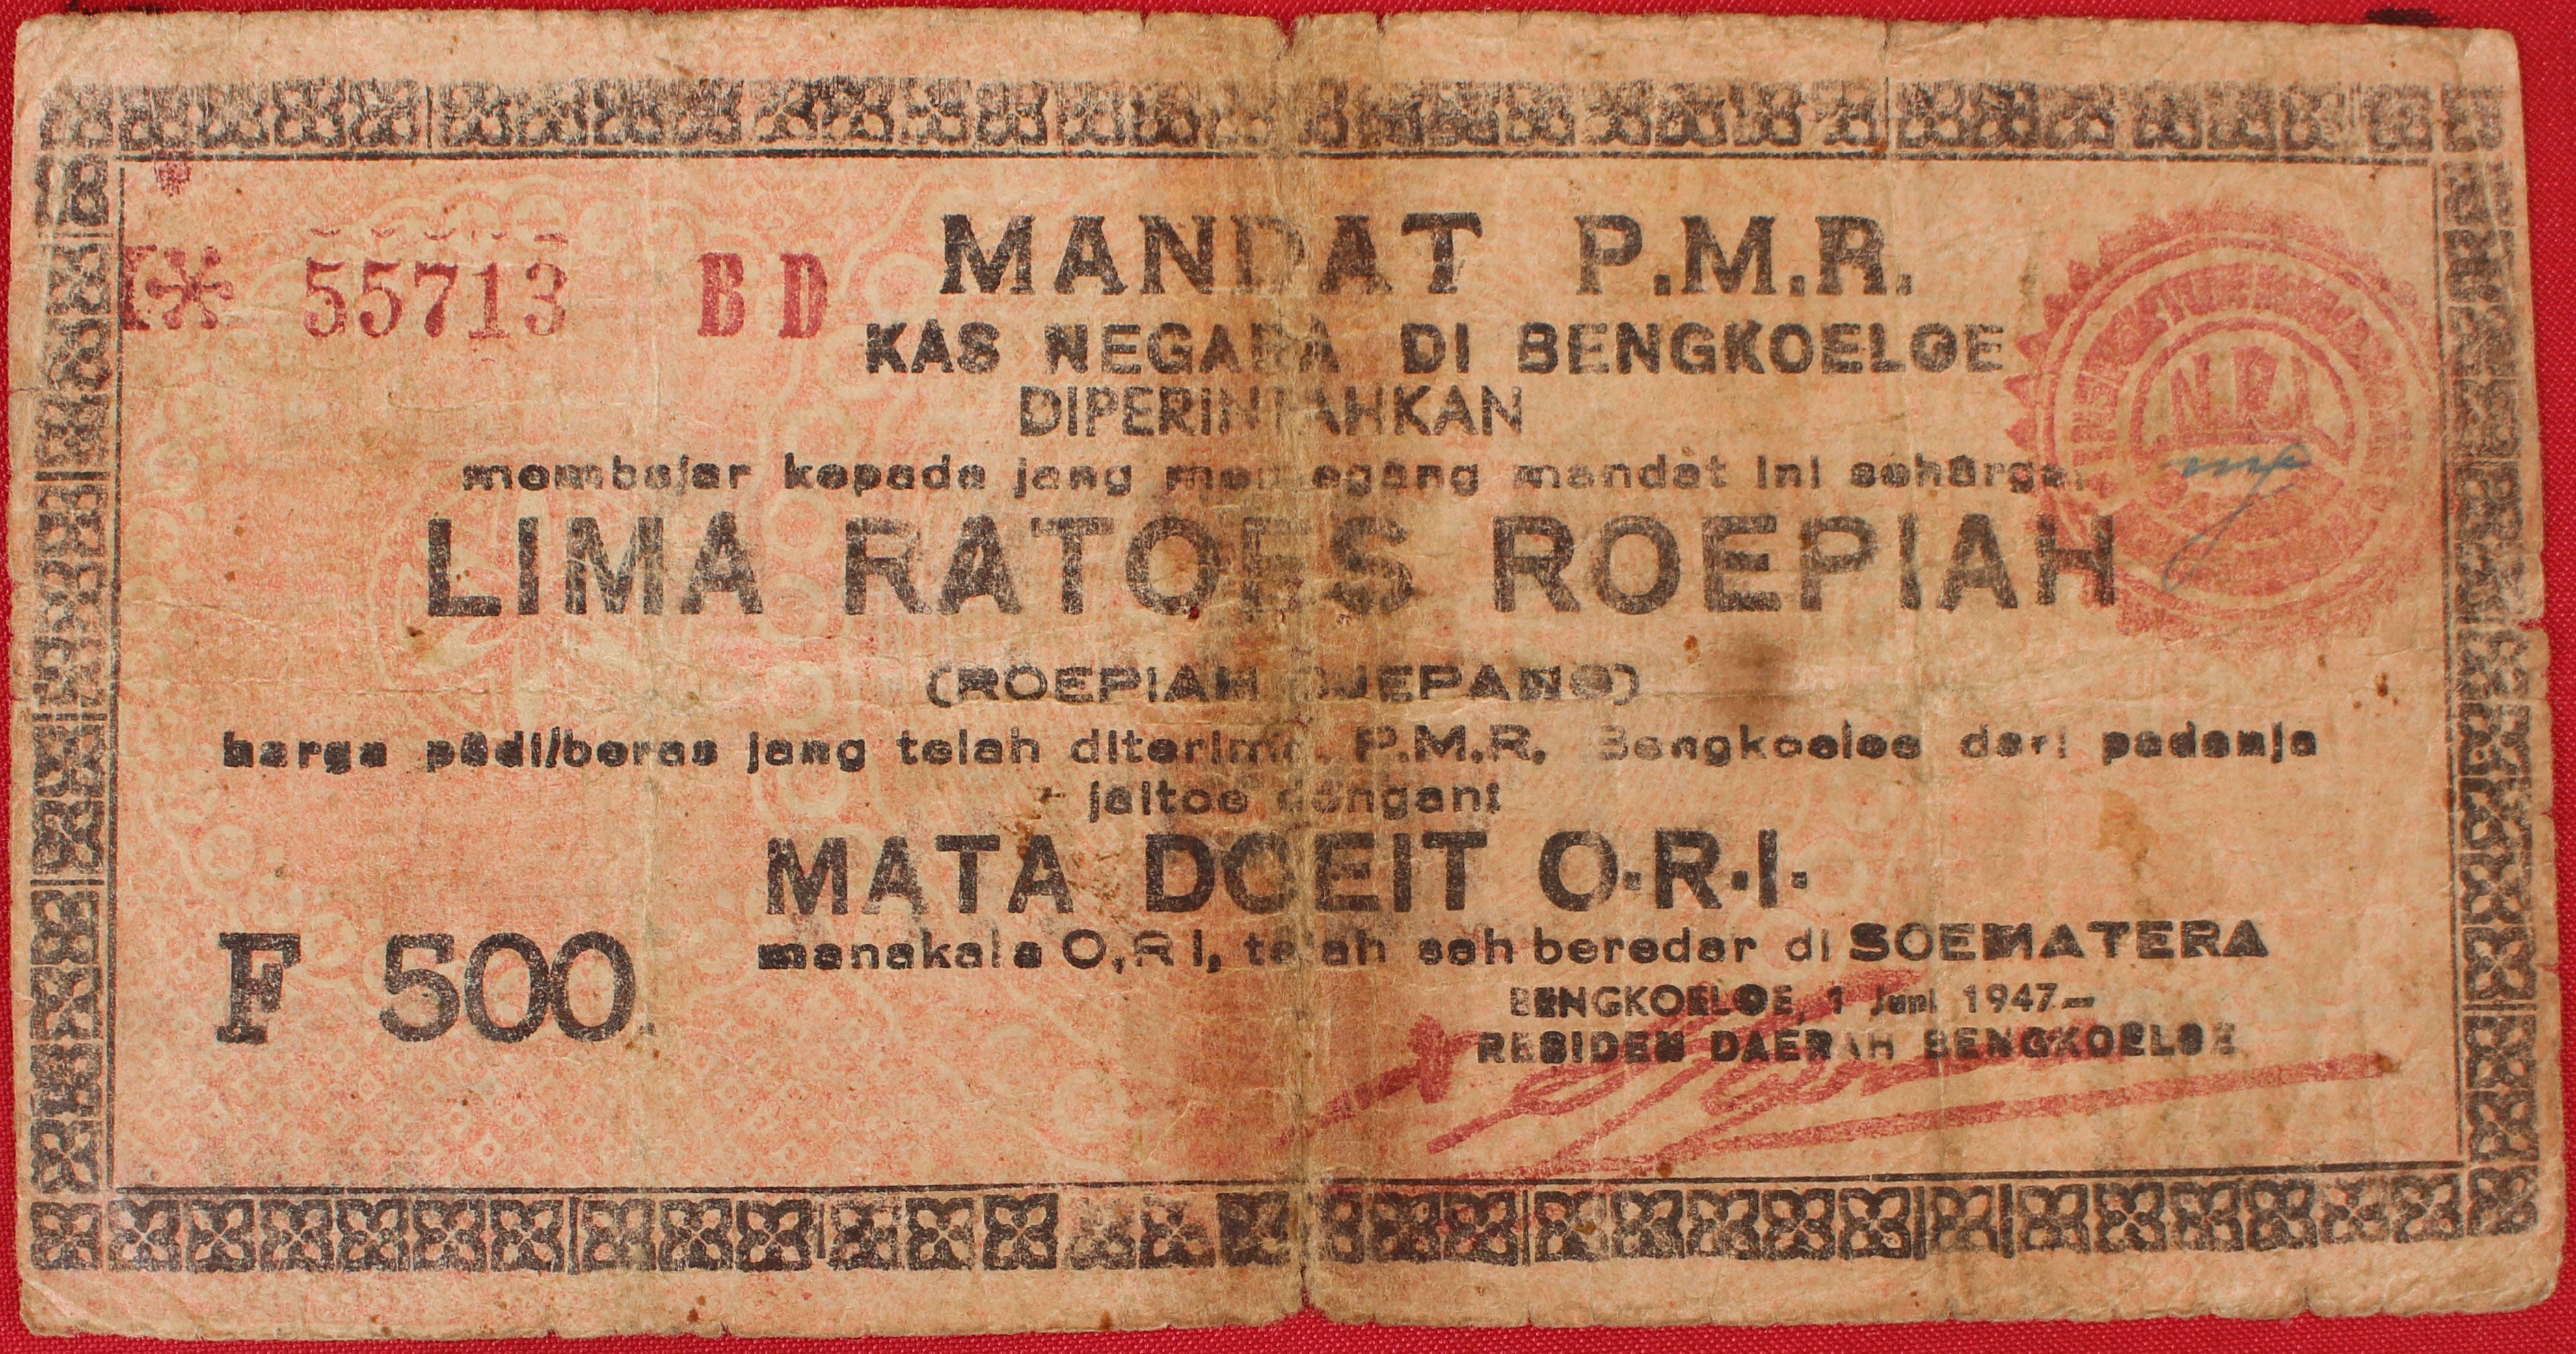 MANDAT P.M.R.
* 55713 BD
KAS NEGARA DI BENGKOELOE
DIPERINTAHKAN
membajar kepada jang memegang mandat ini seharga:
LIMA RATOES ROEPIAH
(ROEPIAH DJEPANG)
harga padi/beras jang telah diterima P.M.R. Bengkoeloe dari padanja
jaitoe dengan:
MATA DOEIT O.R.I.
manakala O.R.I. telah sah beredar di SOEMATERA
F 500.
BENGKOELOE, 1 Juni 1947.—
RESIDEN DAERAH BENGKOELOE
N.R.I.